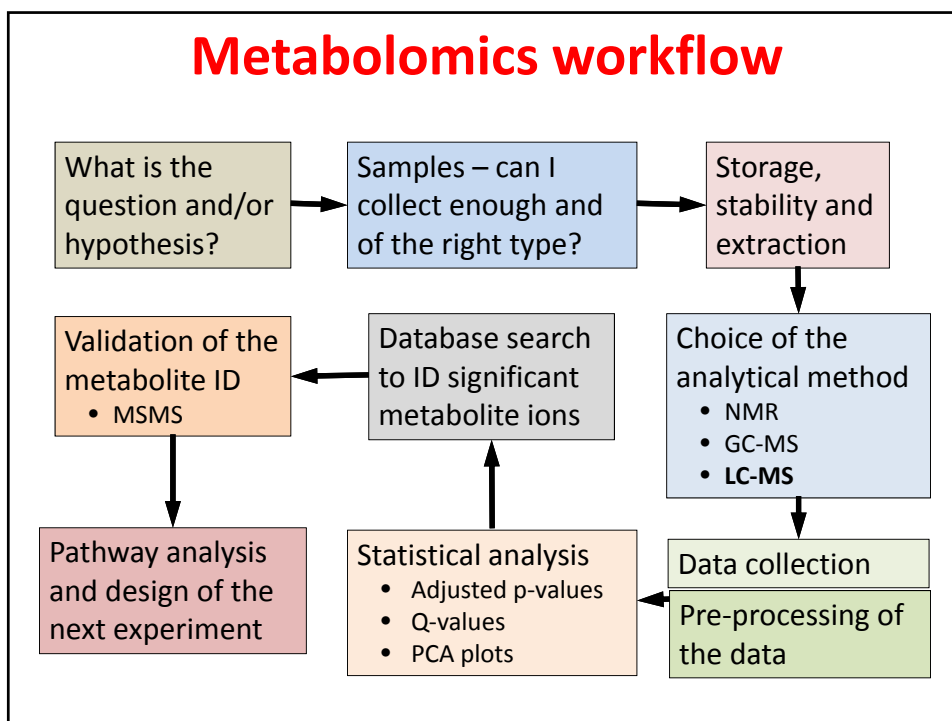 Metabolomics workflow
What is the
question and/or
hypothesis?
Samples – can I
collect enough and
of the right type?
Storage,
stability and
extraction
Choice of the
analytical method
• NMR
• GC-MS
• LC-MS
Data collection
Pre-processing of
the data
Statistical analysis
• Adjusted p-values
• Q-values
• PCA plots
Database search
to ID significant
metabolite ions
Validation of the
metabolite ID
• MSMS
Pathway analysis
and design of the
next experiment